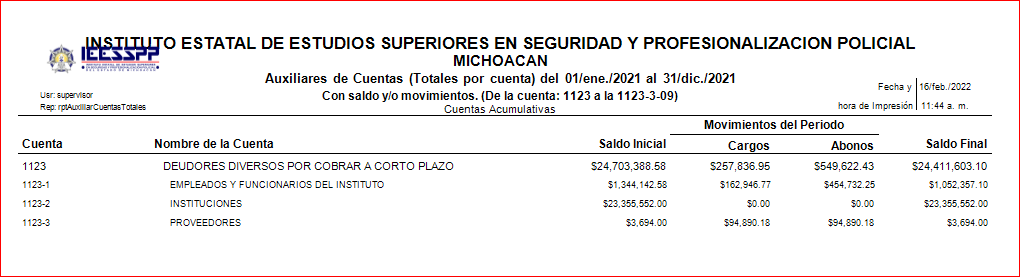 INSTITUTO ESTATAL DE ESTUDIOS SUPERIORES EN SEGURIDAD Y PROFESIONALIZACION POLICIAL
MICHOACAN
IEESSPP
Auxiliares de Cuentas (Totales por cuenta) del 01/ene./2021 al 31/dic./2021
Usr: supervisor
Con saldo y/o movimientos. (De la cuenta: 1123 a la 1123-3-09)
Fecha y 16/feb./2022
Rep: rptAuxiliarCuentasTotales
Cuentas Acumulativas
hora de Impresión 11:44 a. m.
Movimientos del Periodo
Cuenta Nombre de la Cuenta Saldo Inicial Cargos Abonos Saldo Final
1123 DEUDORES DIVERSOS POR COBRAR A CORTO PLAZO $24,703,388.58 $257,836.95 $549,622.43 $24,411,603.10
1123-1 EMPLEADOS Y FUNCIONARIOS DEL INSTITUTO $1,344,142.58 $162,946.77 $454,732.25 $1,052,357.10
1123-2 INSTITUCIONES $23,355,552.00 $0.00 $0.00 $23,355,552.00
1123-3 PROVEEDORES $3,694.00 $94,890.18 $94,890.18 $3,694.00